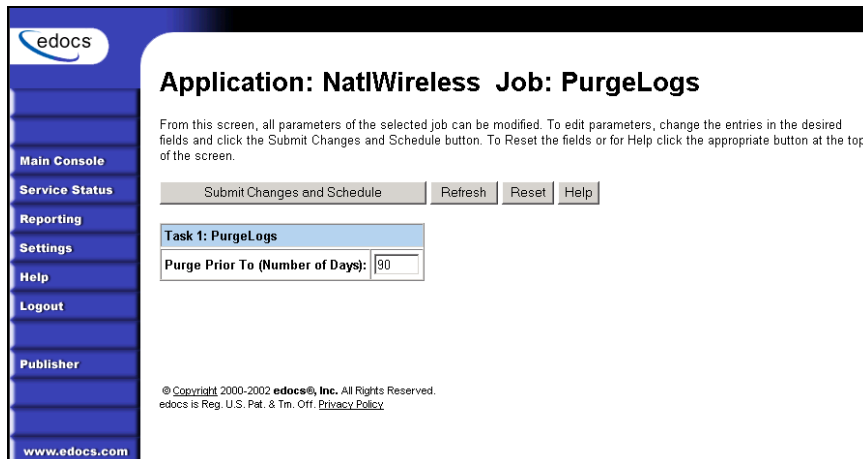 edocs
Application: NatlWireless Job: PurgeLogs
From this screen, all parameters of the selected job can be modified. To edit parameters, change the entries in the desired
fields and click the Submit Changes and Schedule button. To Reset the fields or for Help click the appropriate button at the top
of the screen.
Submit Changes and Schedule Refresh Reset Help
Task 1: PurgeLogs
Purge Prior To (Number of Days): 90
Main Console
Service Status
Reporting
Settings
Help
Logout
Publisher
www.edocs.com
© Copyright 2000-2002 edocs®, Inc. All Rights Reserved.
edocs is Reg. U.S. Pat. & Tm. Off. Privacy Policy